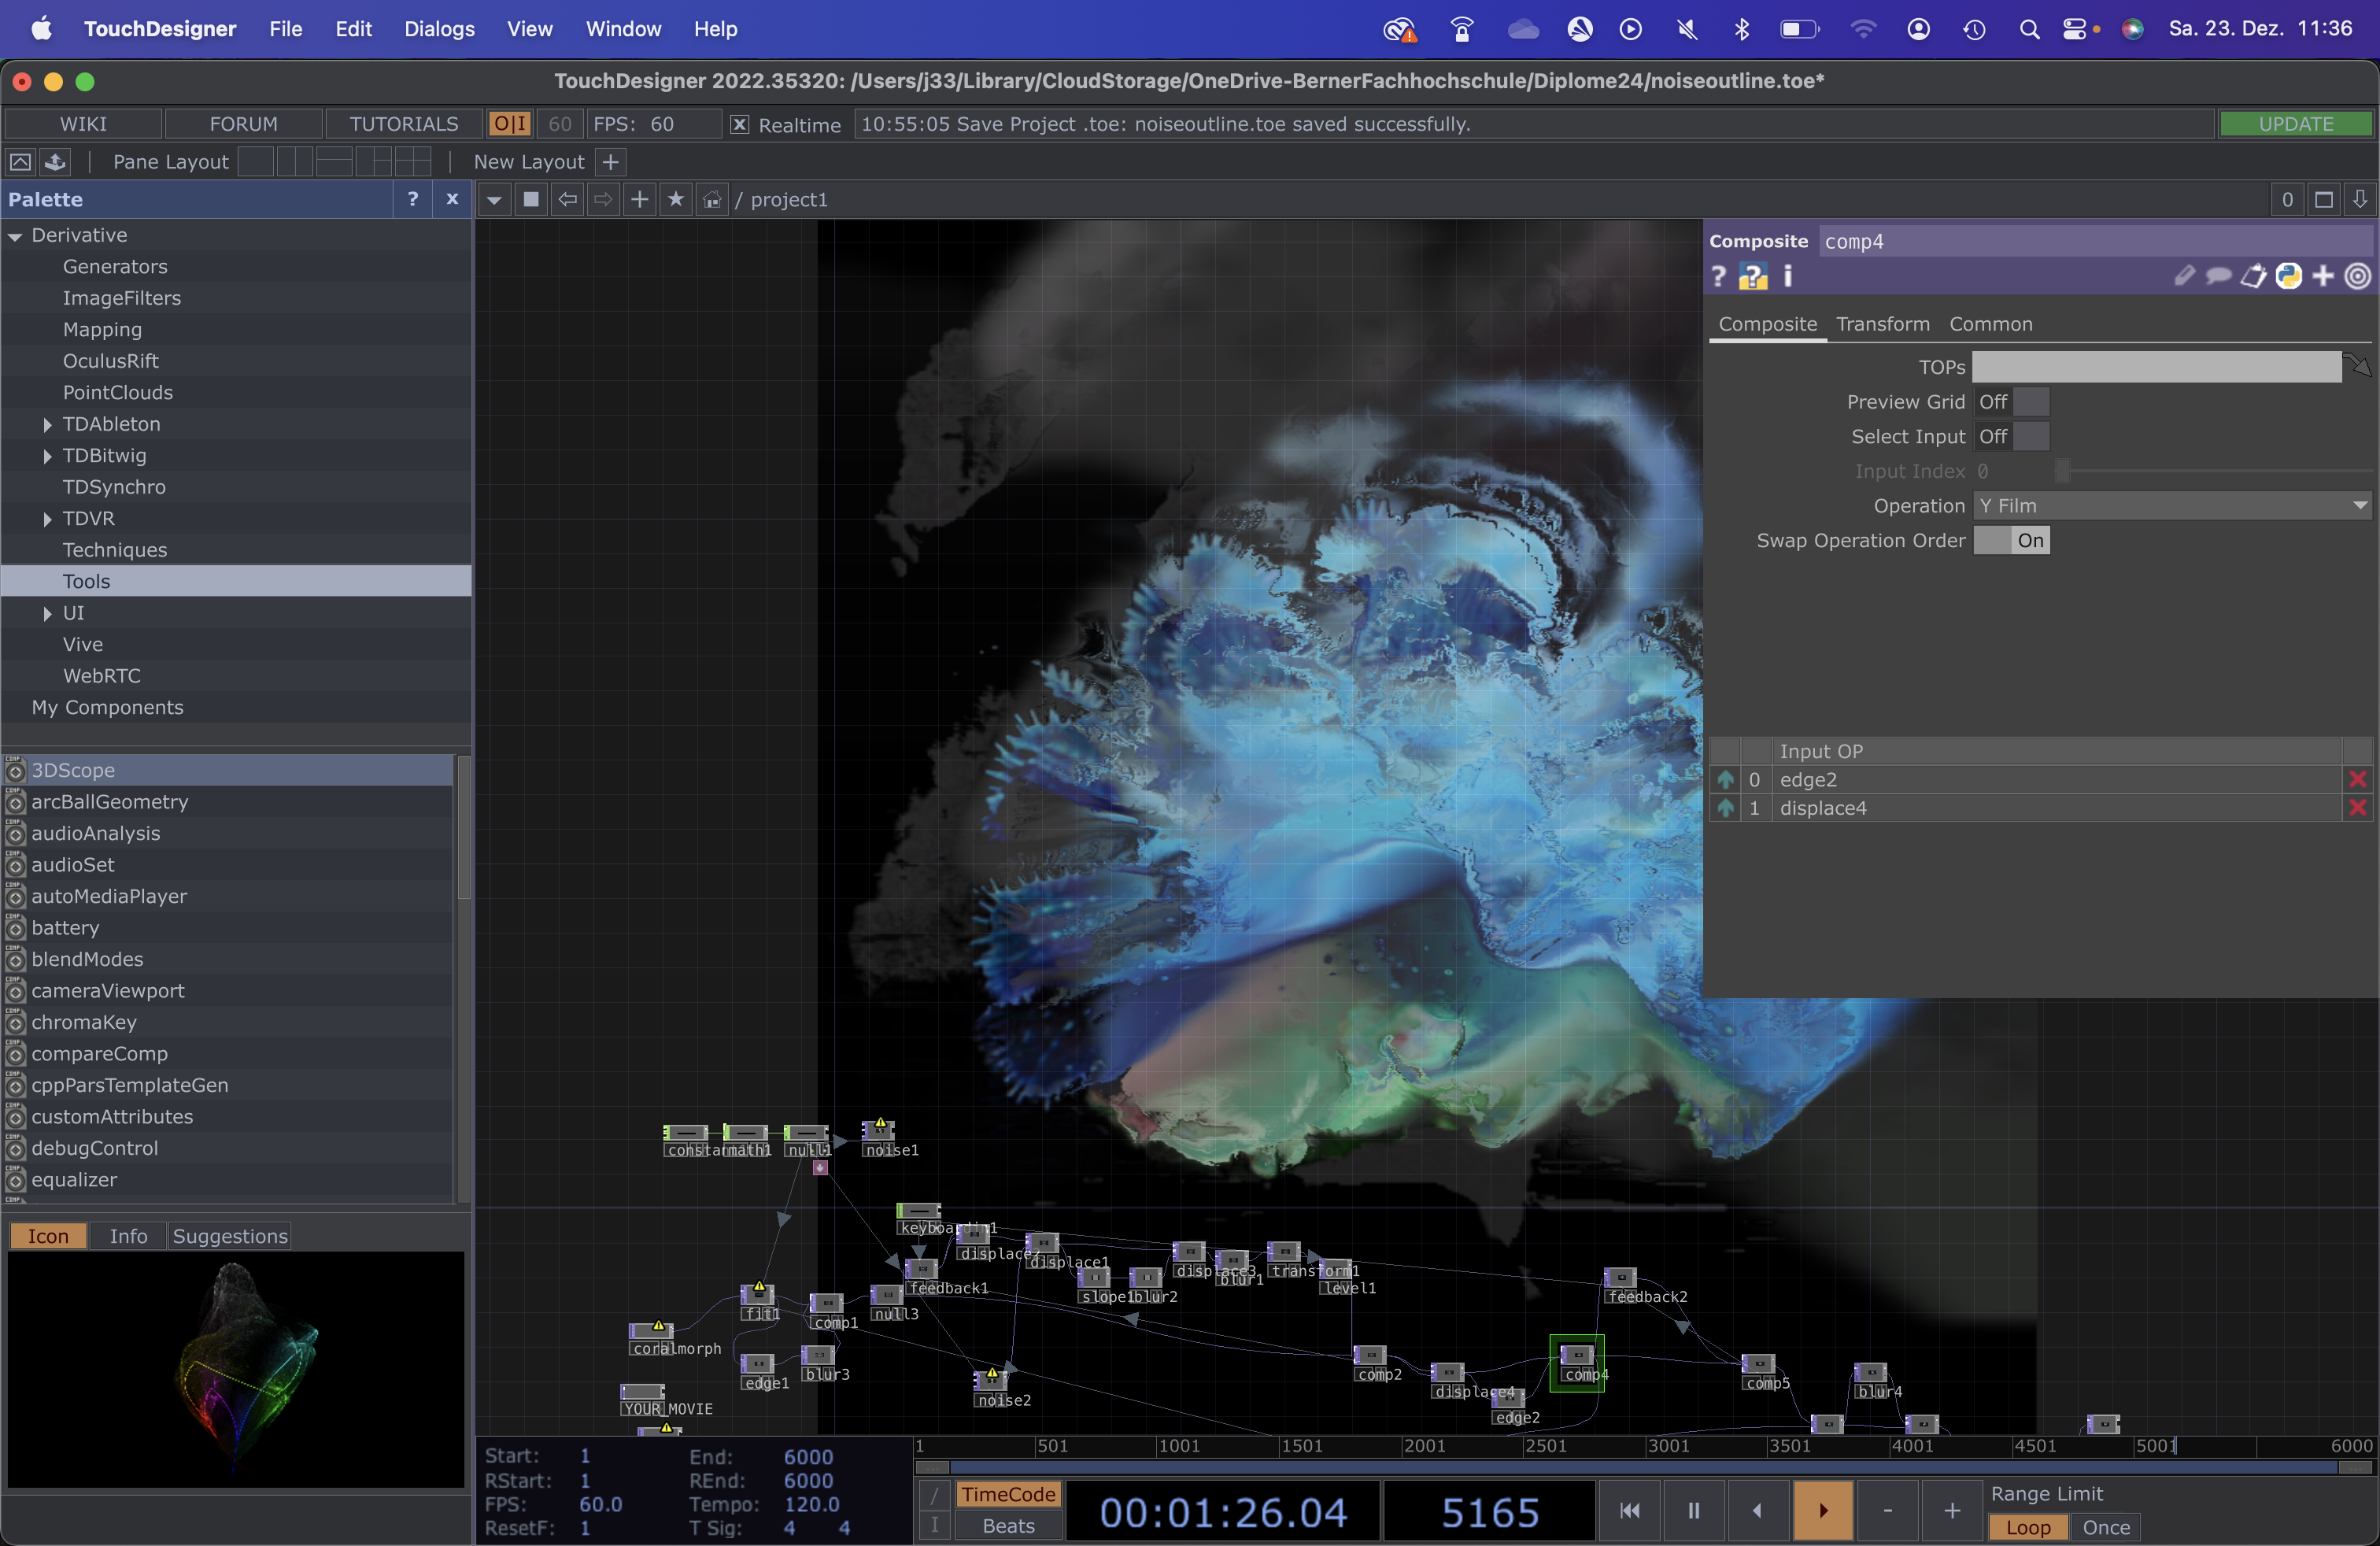 TouchDesigner File Edit Dialogs View Window Help Sa. 23. Dez. 11:36
TouchDesigner 2022.35320: /Users/j33/Library/CloudStorage/OneDrive-BernerFachhochschule/Diplome24/noiseoutline.toe*
WIKI FORUM TUTORIALS O|I 60 FPS: 60 Realtime 10:55:05 Save Project .toe: noiseoutline.toe saved successfully. UPDATE
Pane Layout New Layout +
Palette ? x / project1 0
Derivative
Generators
ImageFilters
Mapping
OculusRift
PointClouds
TDAbleton
TDBitwig
TDSynchro
TDVR
Techniques
Tools
UI
Vive
WebRTC
My Components
3DScope
arcBallGeometry
audioAnalysis
audioSet
autoMediaPlayer
battery
blendModes
cameraViewport
chromaKey
compareComp
cppParsTemplateGen
customAttributes
debugControl
equalizer
Icon Info Suggestions
Composite comp4
Composite Transform Common
TOPs
Preview Grid Off
Select Input Off
Input Index 0
Operation Y Film
Swap Operation Order On
Input OP
0 edge2
1 displace4
math1 null1 noise1
displace1
slope1 blur2 displace3 blur1 transform1 level1
feedback1 feedback2
fit1 comp1 null3
coralmorph
edge1 blur3
YOUR_MOVIE
noise2
comp2 displace4 edge2 comp4 comp5 blur4
1 501 1001 1501 2001 2501 3001 3501 4001 4501 5001 6000
Start: 1 End: 6000
RStart: 1 REnd: 6000
FPS: 60.0 Tempo: 120.0
ResetF: 1 T Sig: 4 4
/ TimeCode 00:01:26.04 5165 - + Range Limit
I Beats Loop Once